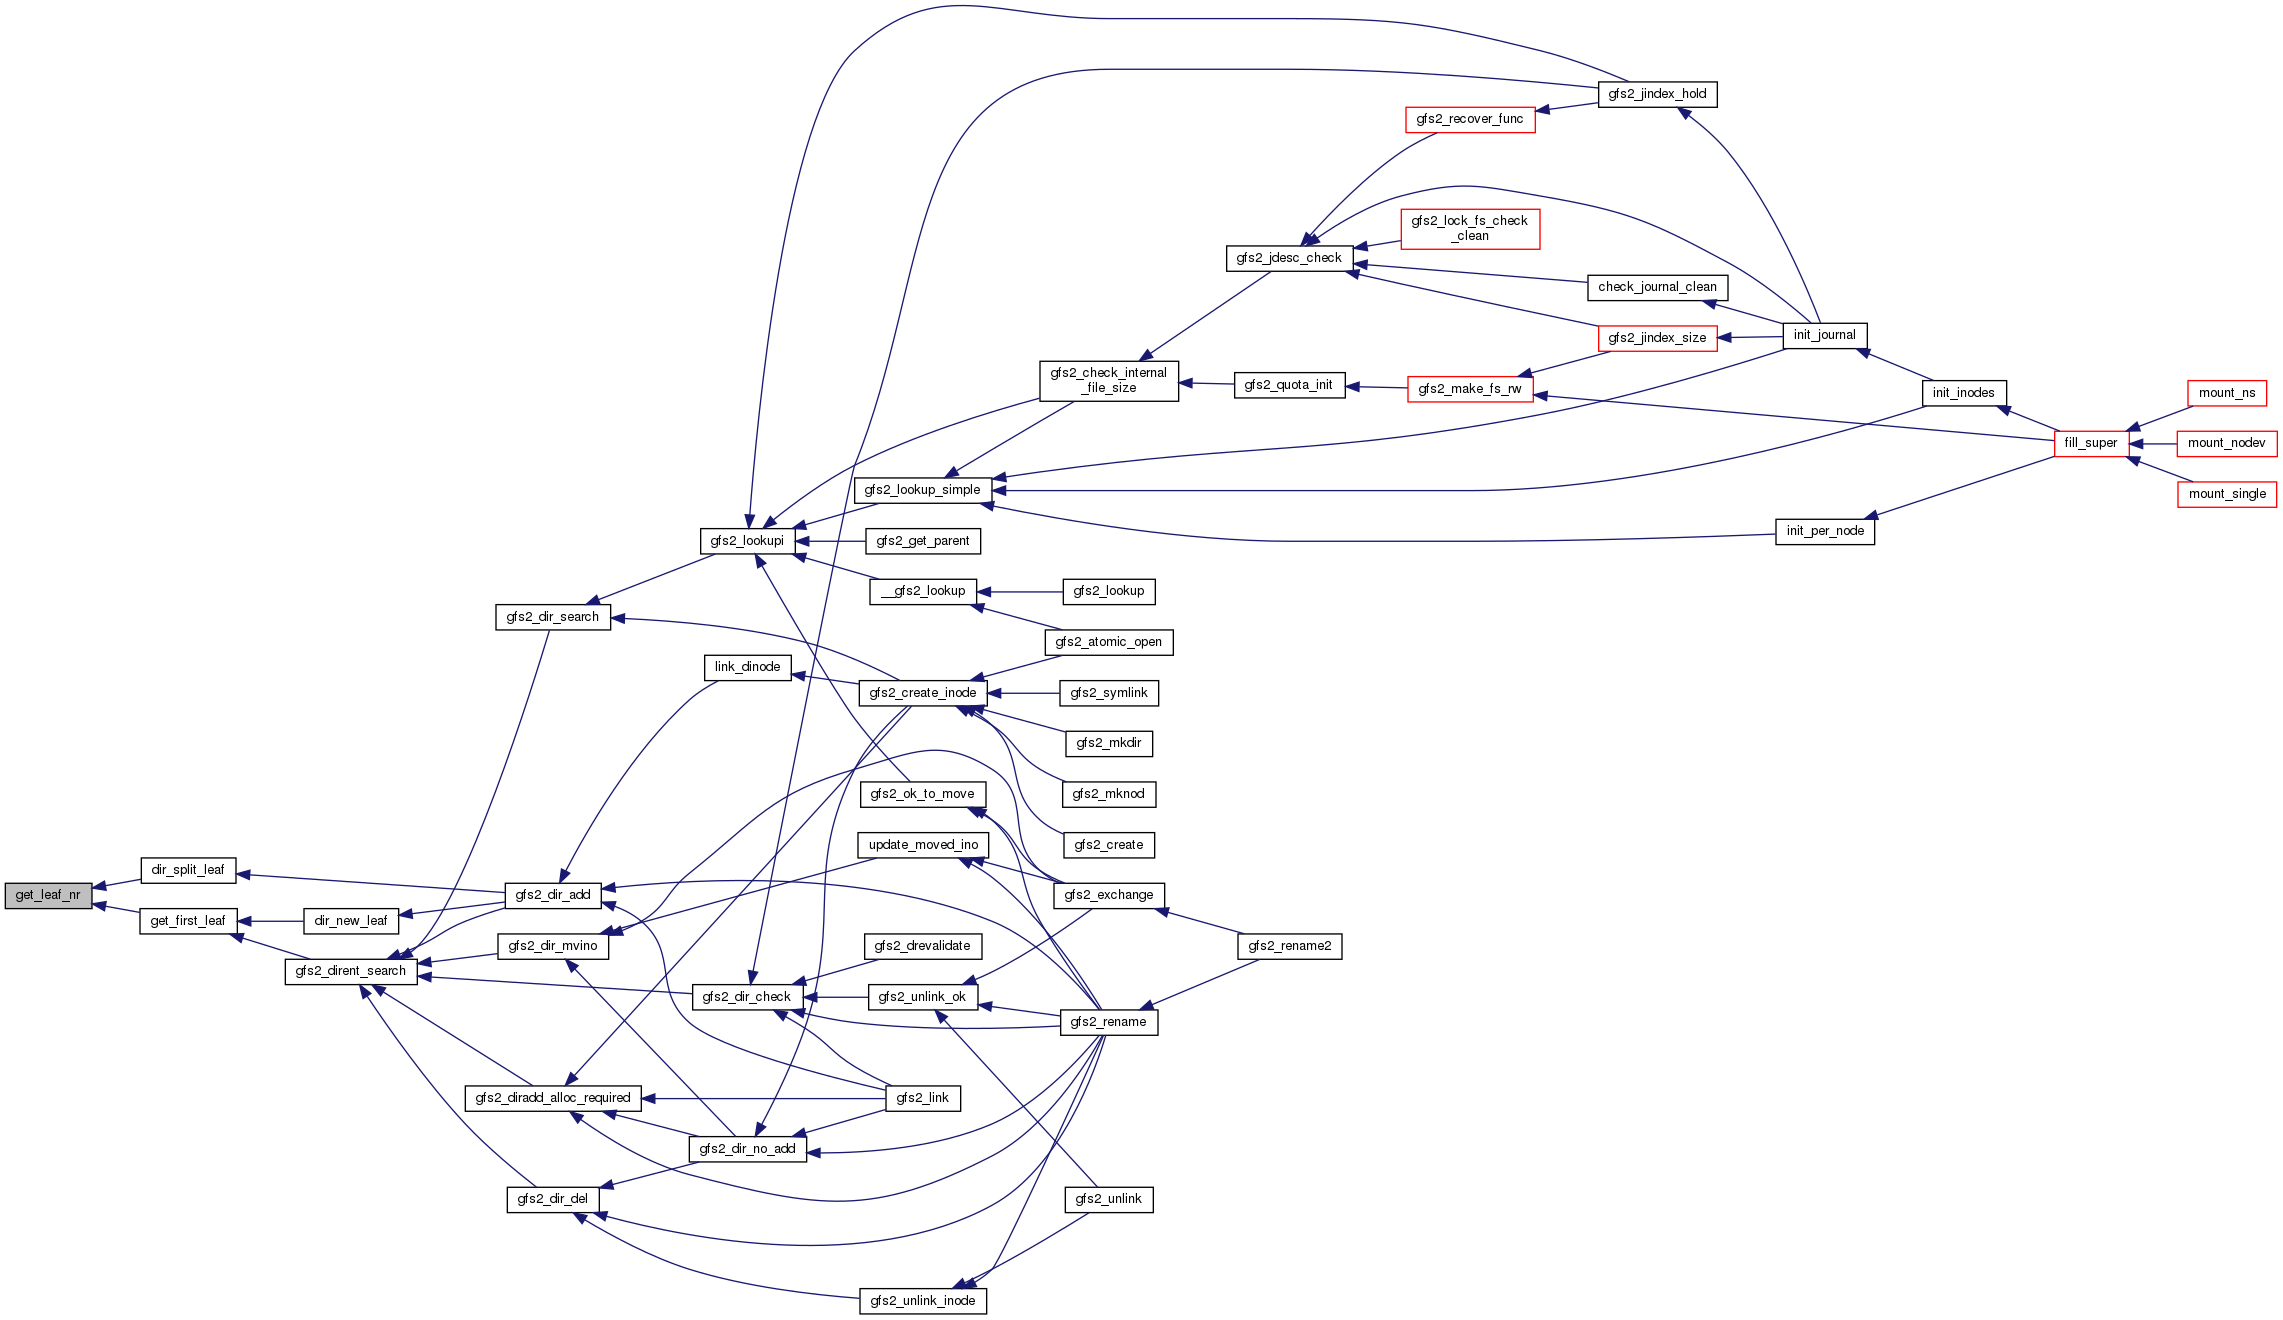 get_leaf_nr
dir_split_leaf
get_first_leaf
dir_new_leaf
gfs2_dirent_search
gfs2_dir_search
gfs2_dir_add
gfs2_dir_mvino
gfs2_diradd_alloc_required
gfs2_dir_del
gfs2_lookupi
link_dinode
gfs2_dir_check
gfs2_dir_no_add
gfs2_lookup_simple
gfs2_get_parent
__gfs2_lookup
gfs2_create_inode
gfs2_ok_to_move
update_moved_ino
gfs2_drevalidate
gfs2_unlink_ok
gfs2_link
gfs2_unlink_inode
gfs2_check_internal
_file_size
gfs2_lookup
gfs2_atomic_open
gfs2_symlink
gfs2_mkdir
gfs2_mknod
gfs2_create
gfs2_exchange
gfs2_rename
gfs2_unlink
gfs2_jdesc_check
gfs2_quota_init
gfs2_rename2
gfs2_recover_func
gfs2_lock_fs_check
_clean
gfs2_make_fs_rw
gfs2_jindex_hold
check_journal_clean
gfs2_jindex_size
init_journal
init_per_node
init_inodes
fill_super
mount_ns
mount_nodev
mount_single